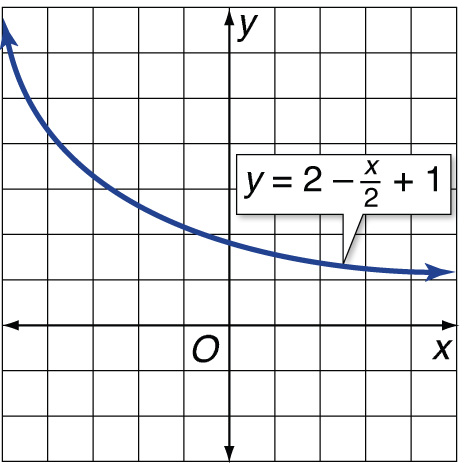 y
y = 2 - x/2 + 1
O
x